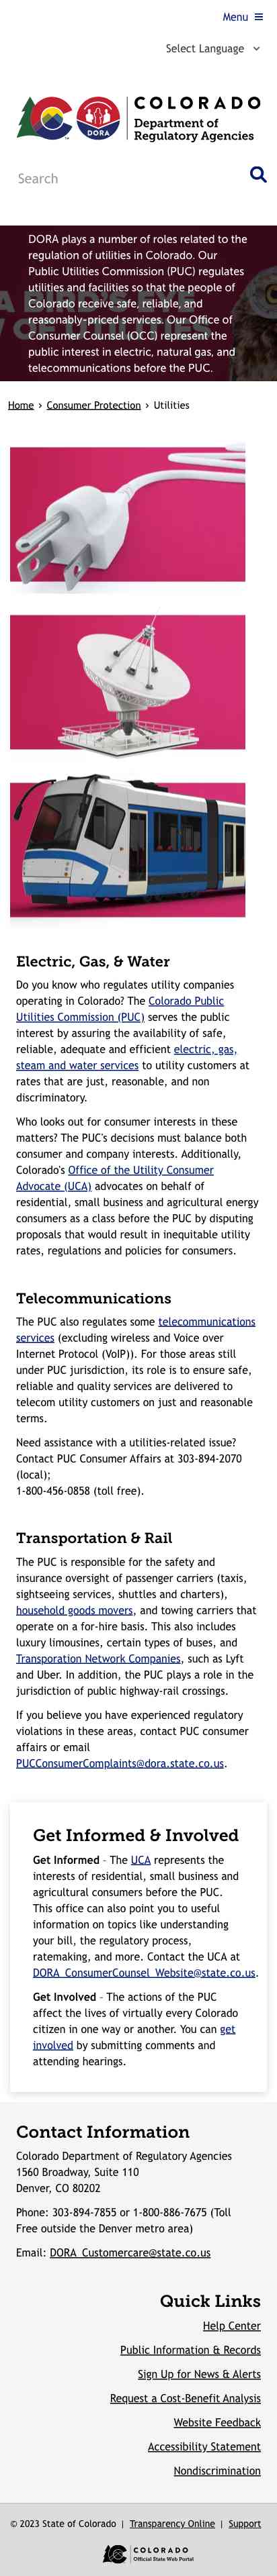 Menu
Select Language
COLORADO
Department of
Regulatory Agencies
DORA
Search
DORA plays a number of roles related to the
regulation of utilities in Colorado. Our
Public Utilities Commission (PUC) regulates
utilities and facilities so that the people of
Colorado receive safe, reliable, and
reasonably-priced services. Our Office of
Consumer Counsel (OCC) represent the
public interest in electric, natural gas, and
telecommunications before the PUC.
A BIRD'S EYE
OF UTILITIES
Home › Consumer Protection › Utilities
Electric, Gas, & Water
Do you know who regulates utility companies
operating in Colorado? The Colorado Public
Utilities Commission (PUC) serves the public
interest by assuring the availability of safe,
reliable, adequate and efficient electric, gas,
steam and water services to utility customers at
rates that are just, reasonable, and non
discriminatory.
Who looks out for consumer interests in these
matters? The PUC's decisions must balance both
consumer and company interests. Additionally,
Colorado's Office of the Utility Consumer
Advocate (UCA) advocates on behalf of
residential, small business and agricultural energy
consumers as a class before the PUC by disputing
proposals that would result in inequitable utility
rates, regulations and policies for consumers.
Telecommunications
The PUC also regulates some telecommunications
services (excluding wireless and Voice over
Internet Protocol (VoIP)). For those areas still
under PUC jurisdiction, its role is to ensure safe,
reliable and quality services are delivered to
telecom utility customers on just and reasonable
terms.
Need assistance with a utilities-related issue?
Contact PUC Consumer Affairs at 303-894-2070
(local);
1-800-456-0858 (toll free).
Transportation & Rail
The PUC is responsible for the safety and
insurance oversight of passenger carriers (taxis,
sightseeing services, shuttles and charters),
household goods movers, and towing carriers that
operate on a for-hire basis. This also includes
luxury limousines, certain types of buses, and
Transporation Network Companies, such as Lyft
and Uber. In addition, the PUC plays a role in the
jurisdiction of public highway-rail crossings.
If you believe you have experienced regulatory
violations in these areas, contact PUC consumer
affairs or email
PUCConsumerComplaints@dora.state.co.us.
Get Informed & Involved
Get Informed - The UCA represents the
interests of residential, small business and
agricultural consumers before the PUC.
This office can also point you to useful
information on topics like understanding
your bill, the regulatory process,
ratemaking, and more. Contact the UCA at
DORA_ConsumerCounsel_Website@state.co.us.
Get Involved - The actions of the PUC
affect the lives of virtually every Colorado
citizen in one way or another. You can get
involved by submitting comments and
attending hearings.
Contact Information
Colorado Department of Regulatory Agencies
1560 Broadway, Suite 110
Denver, CO 80202
Phone: 303-894-7855 or 1-800-886-7675 (Toll
Free outside the Denver metro area)
Email: DORA_Customercare@state.co.us
Quick Links
Help Center
Public Information & Records
Sign Up for News & Alerts
Request a Cost-Benefit Analysis
Website Feedback
Accessibility Statement
Nondiscrimination
© 2023 State of Colorado | Transparency Online | Support
COLORADO
Official State Web Portal